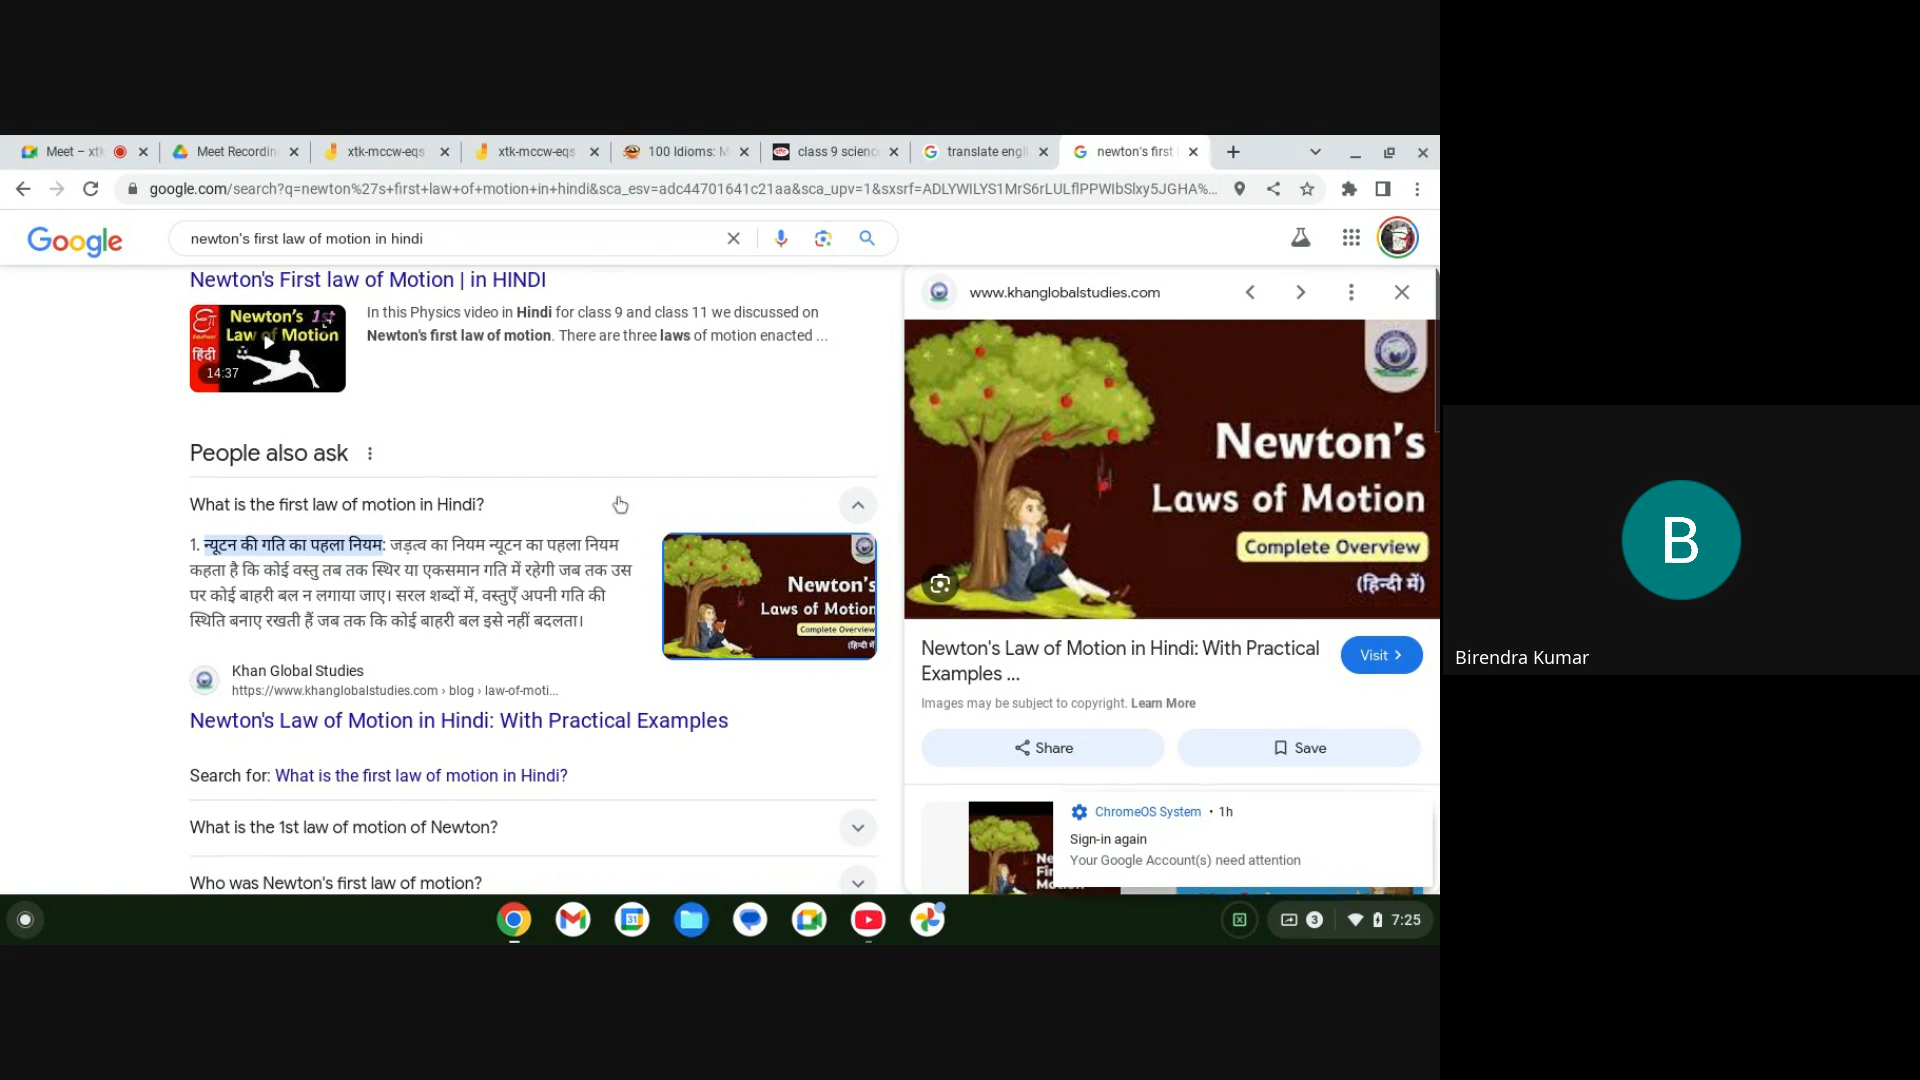 Meet – xtk
Meet Recordin
xtk-mccw-eqs
xtk-mccw-eqs
100 Idioms: M
class 9 scienc
translate engl
newton's first l
google.com/search?q=newton%27s+first+law+of+motion+in+hindi&sca_esv=adc44701641c21aa&sca_upv=1&sxsrf=ADLYWILYS1MrS6rLULflPPWIbSlxy5JGHA%...
Google
newton's first law of motion in hindi
Newton's First law of Motion | in HINDI
Newton's 1st
Law of Motion
हिंदी
14:37
In this Physics video in Hindi for class 9 and class 11 we discussed on
Newton's first law of motion. There are three laws of motion enacted ...
People also ask
What is the first law of motion in Hindi?
1. न्यूटन की गति का पहला नियम: जड़त्व का नियम न्यूटन का पहला नियम
कहता है कि कोई वस्तु तब तक स्थिर या एकसमान गति में रहेगी जब तक उस
पर कोई बाहरी बल न लगाया जाए। सरल शब्दों में, वस्तुएँ अपनी गति की
स्थिति बनाए रखती हैं जब तक कि कोई बाहरी बल इसे नहीं बदलता।
Newton's
Laws of Motion
Complete Overview
(हिन्दी में
Khan Global Studies
https://www.khanglobalstudies.com › blog › law-of-moti...
Newton's Law of Motion in Hindi: With Practical Examples
Search for: What is the first law of motion in Hindi?
What is the 1st law of motion of Newton?
Who was Newton's first law of motion?
www.khanglobalstudies.com
Newton's
Laws of Motion
Complete Overview
(हिन्दी में)
Newton's Law of Motion in Hindi: With Practical
Examples ...
Visit
Images may be subject to copyright. Learn More
Share
Save
ChromeOS System • 1h
Sign-in again
Your Google Account(s) need attention
31
3
7:25
B
Birendra Kumar